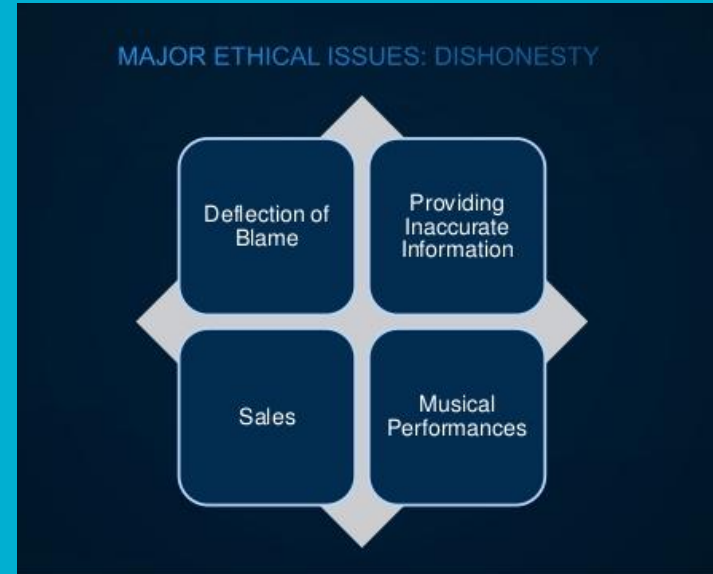 MAJOR ETHICAL ISSUES: DISHONESTY
Deflection of
Blame
Providing
Inaccurate
Information
Sales
Musical
Performances